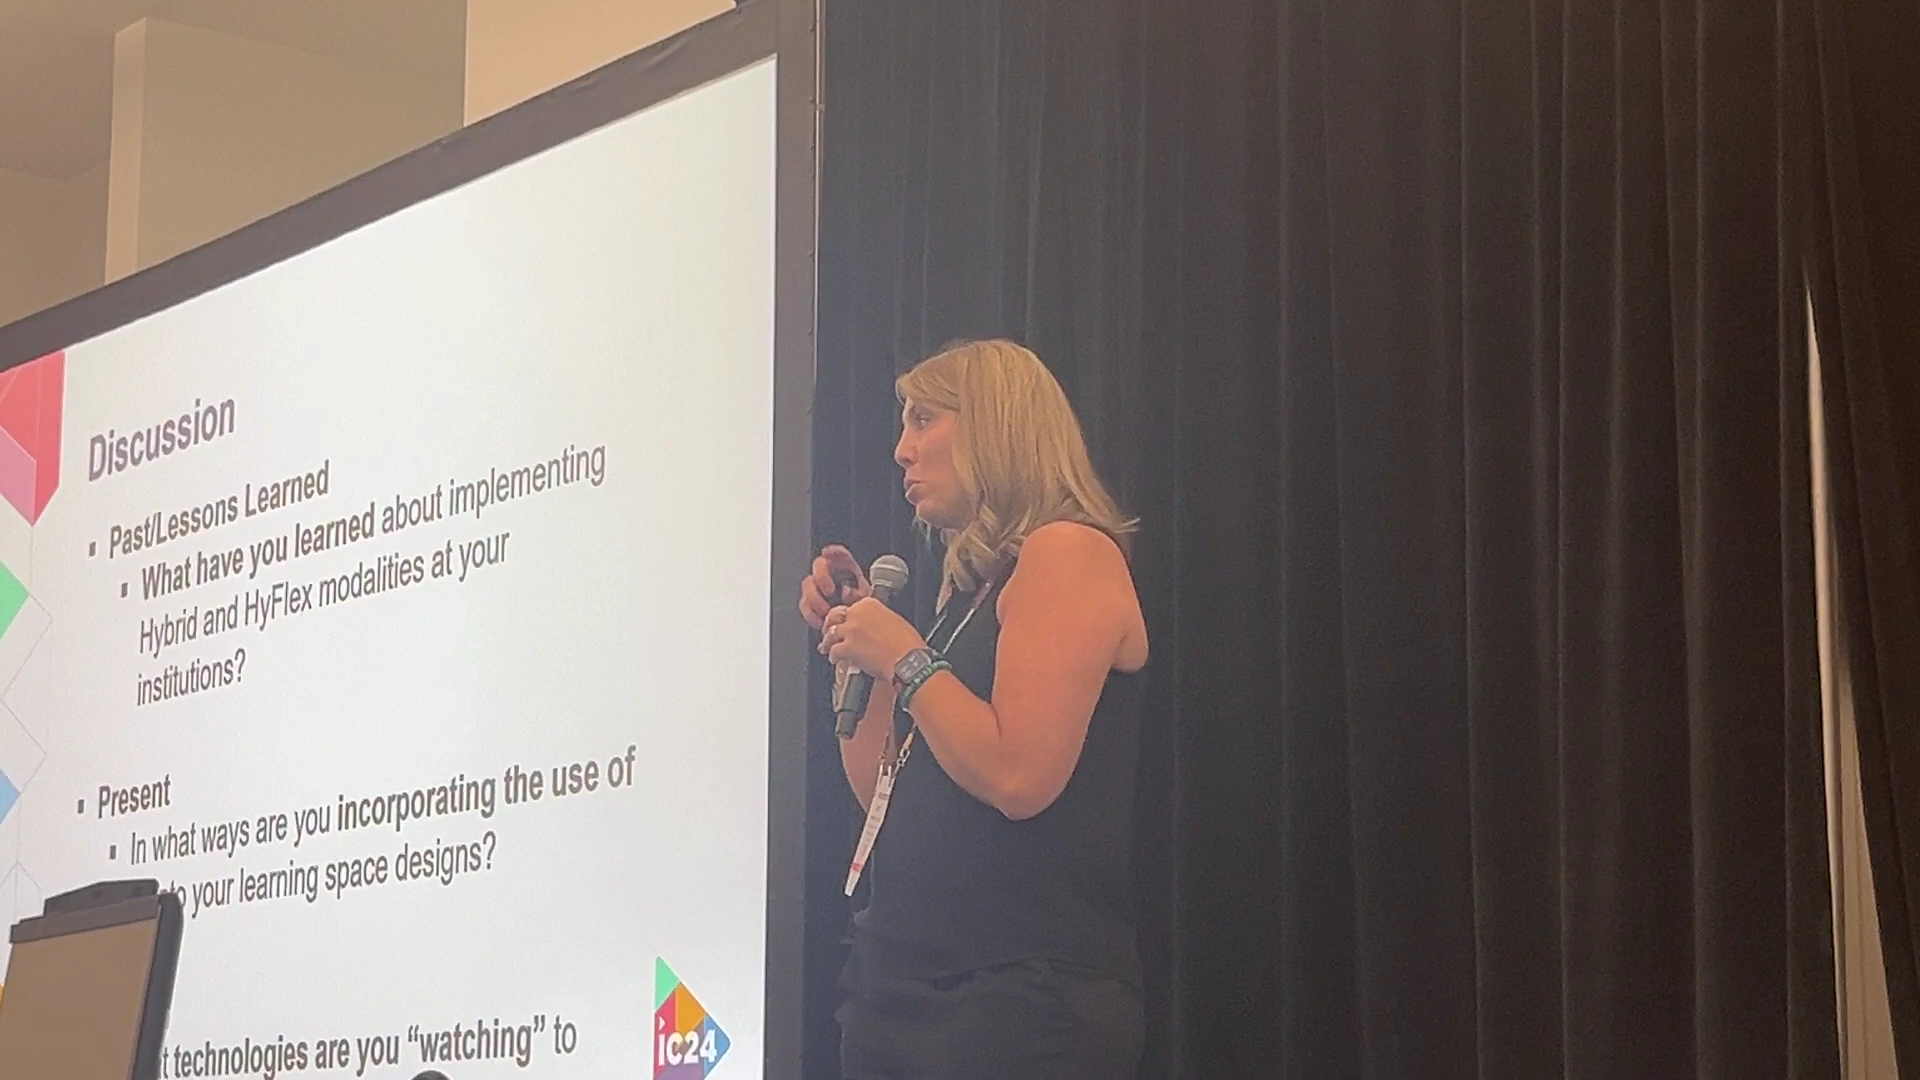 Discussion
▪ Past/Lessons Learned
▪ What have you learned about implementing
Hybrid and HyFlex modalities at your
institutions?
▪ Present
▪ In what ways are you incorporating the use of
your learning space designs?
technologies are you “watching” to
ic24